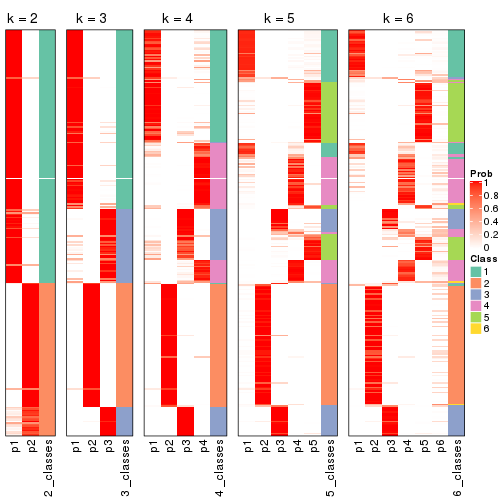 k = 2
k = 3
k = 4
k = 5
k = 6
Prob
1
0.8
0.6
0.4
0.2
0
Class
1
2
3
4
5
6
p1 p2 2_classes
p1 p2 p3 3_classes
p1 p2 p3 p4 4_classes
p1 p2 p3 p4 p5 5_classes
p1 p2 p3 p4 p5 p6 6_classes